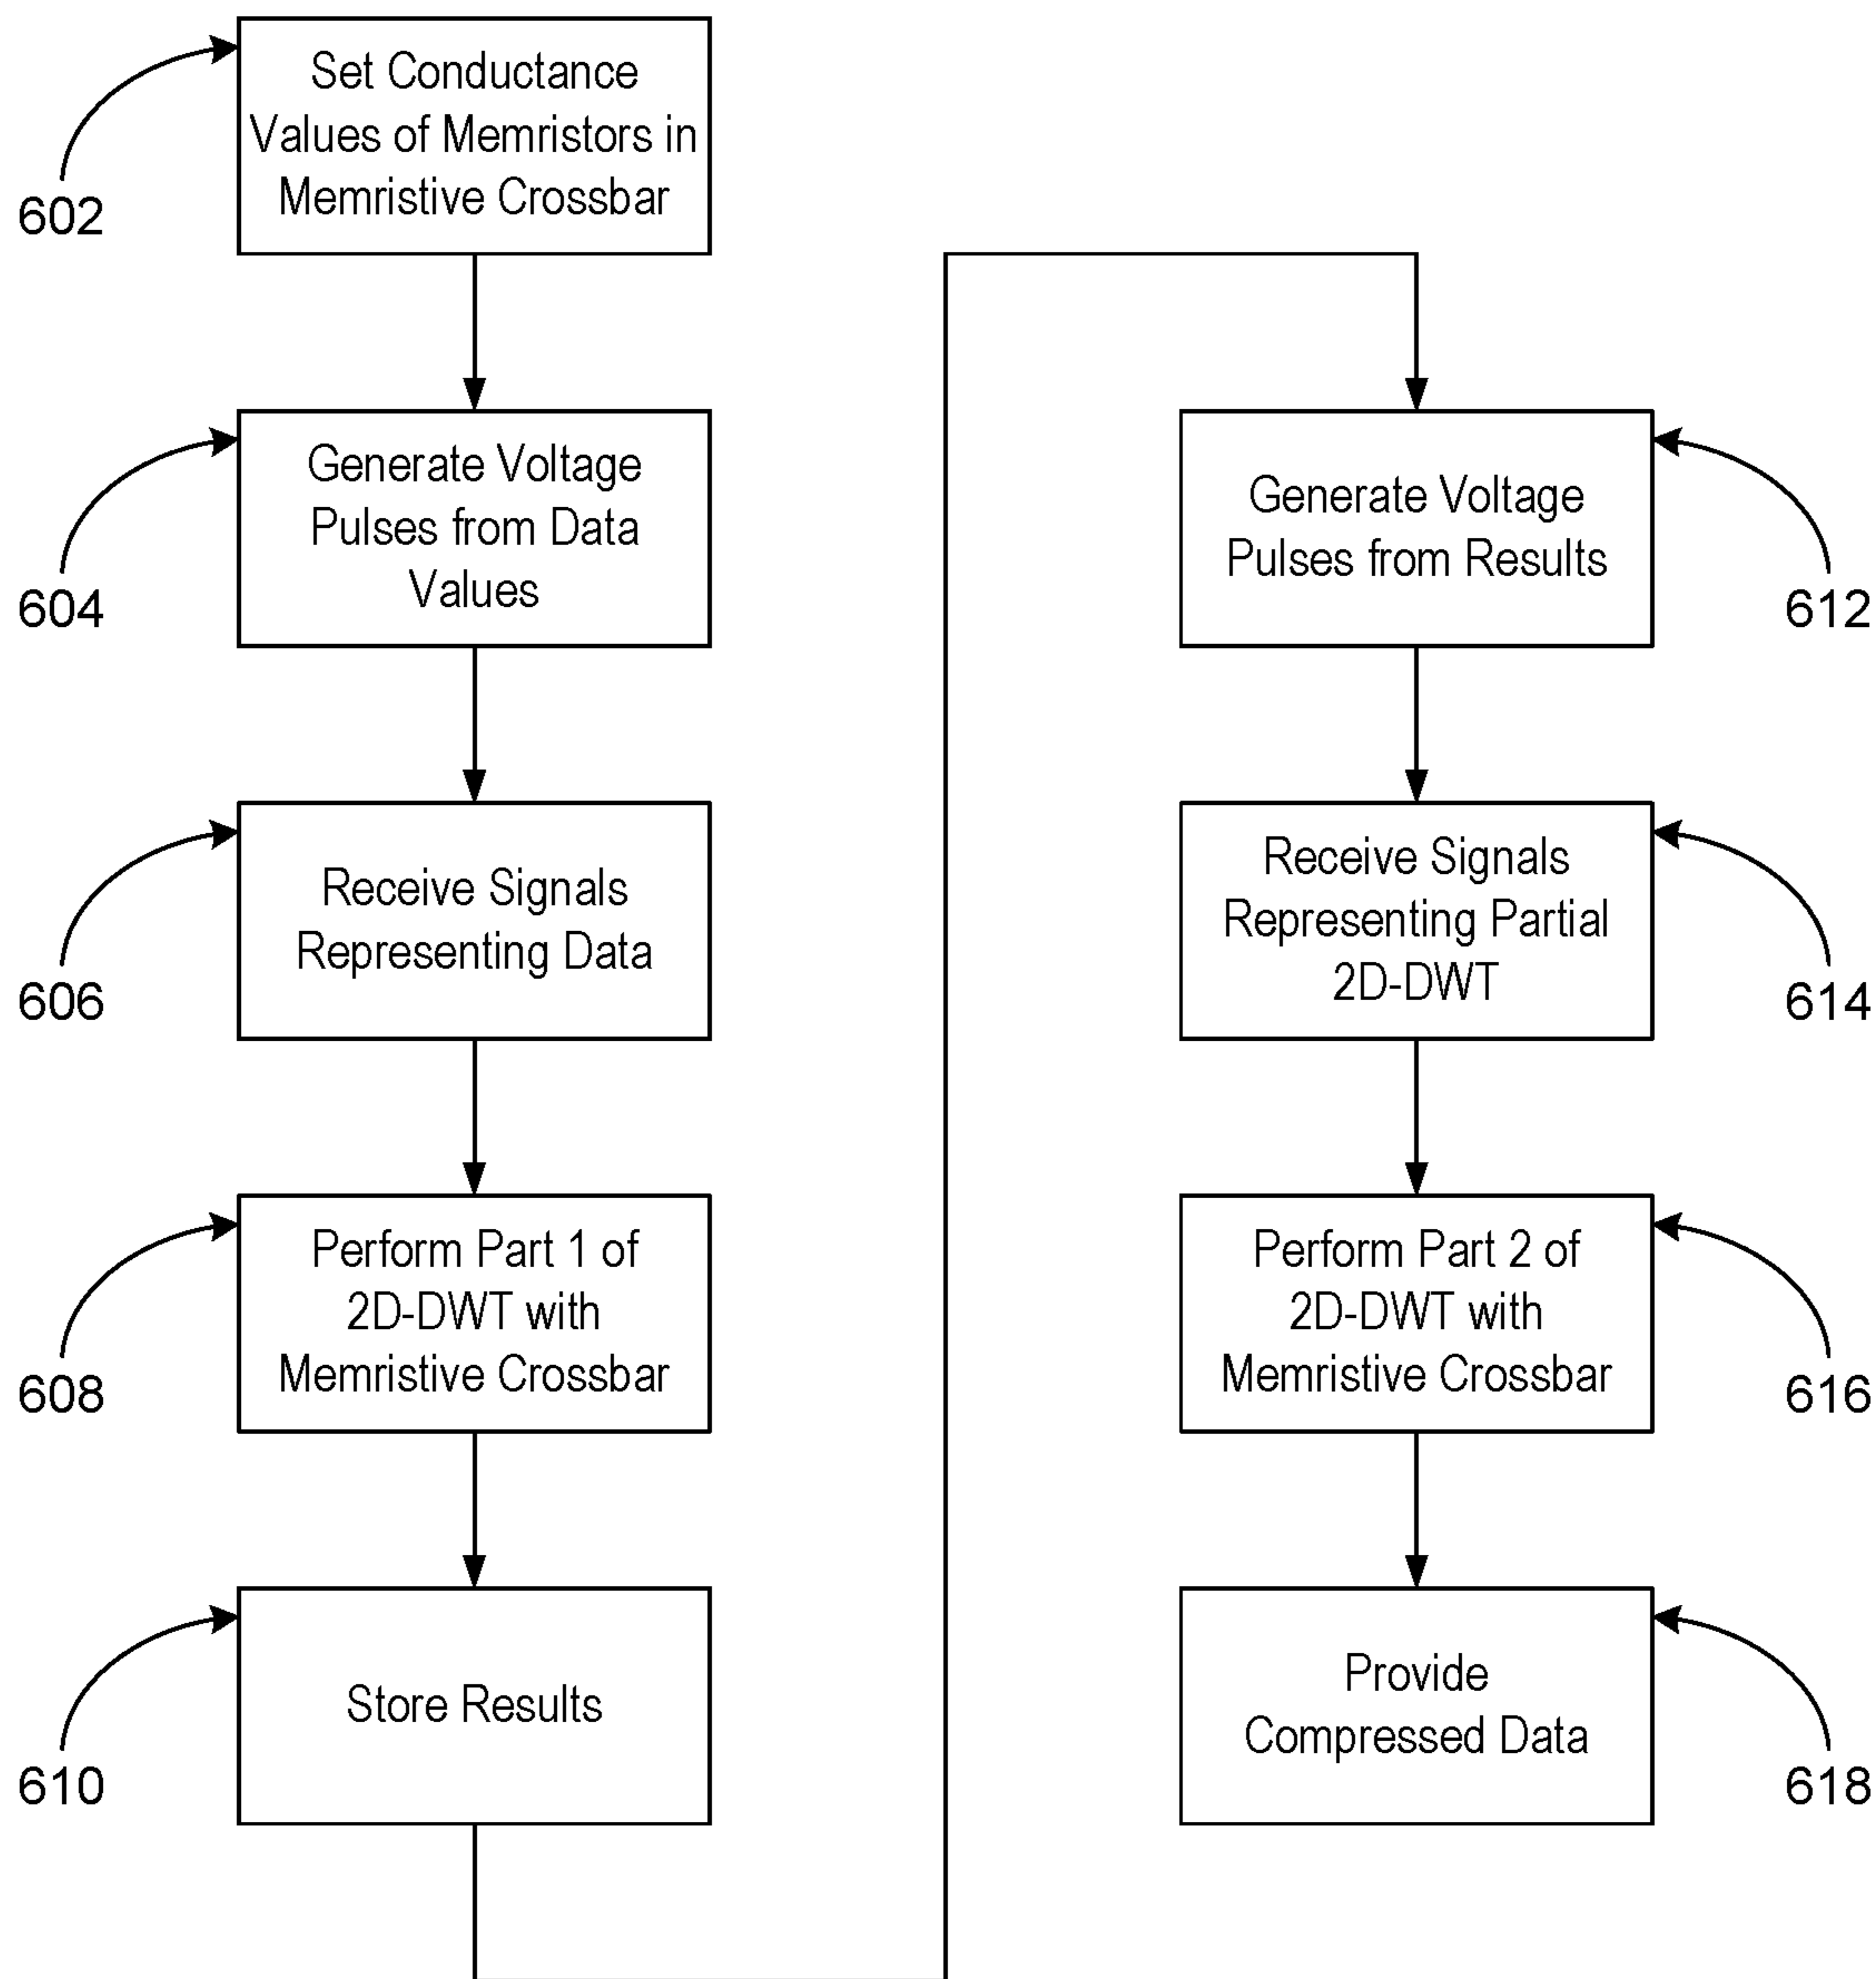 Set Conductance
Values of Memristors in
Memristive Crossbar
602
Generate Voltage
Pulses from Data
Values
604
Receive Signals
Representing Data
606
Perform Part 1 of
2D-DWT with
Memristive Crossbar
608
Store Results
610
Generate Voltage
Pulses from Results
612
Receive Signals
Representing Partial
2D-DWT
614
Perform Part 2 of
2D-DWT with
Memristive Crossbar
616
Provide
Compressed Data
618